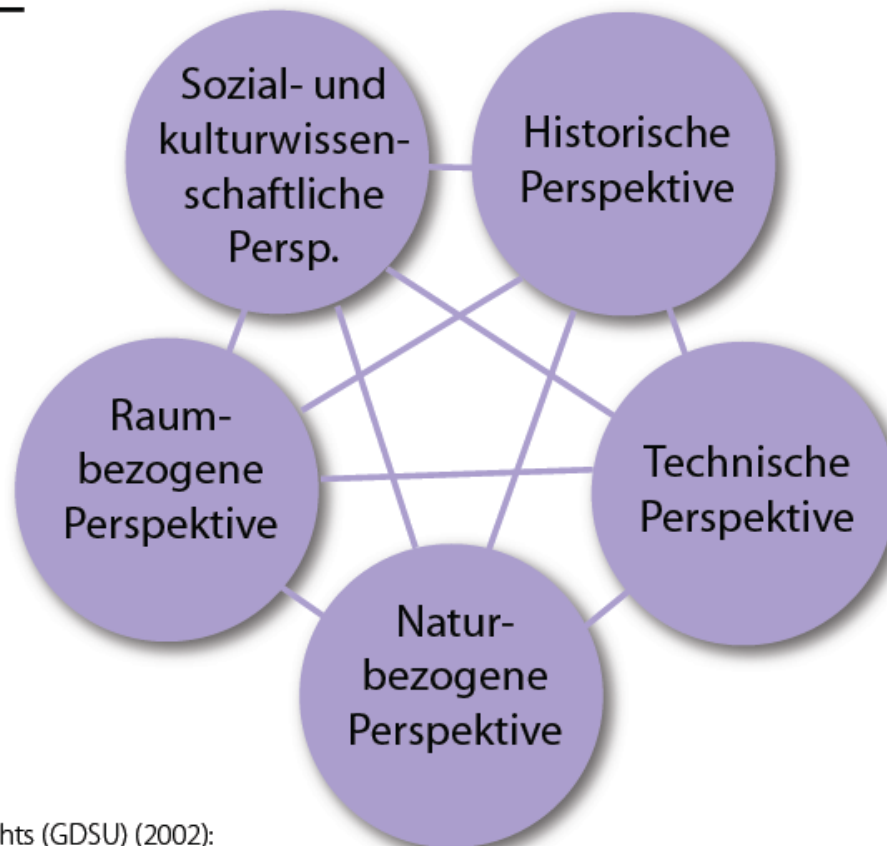 Sozial- und
kulturwissen-
schaftliche
Persp.
Historische
Perspektive
Raum-
bezogene
Perspektive
Technische
Perspektive
Natur-
bezogene
Perspektive
hts (GDSU) (2002):